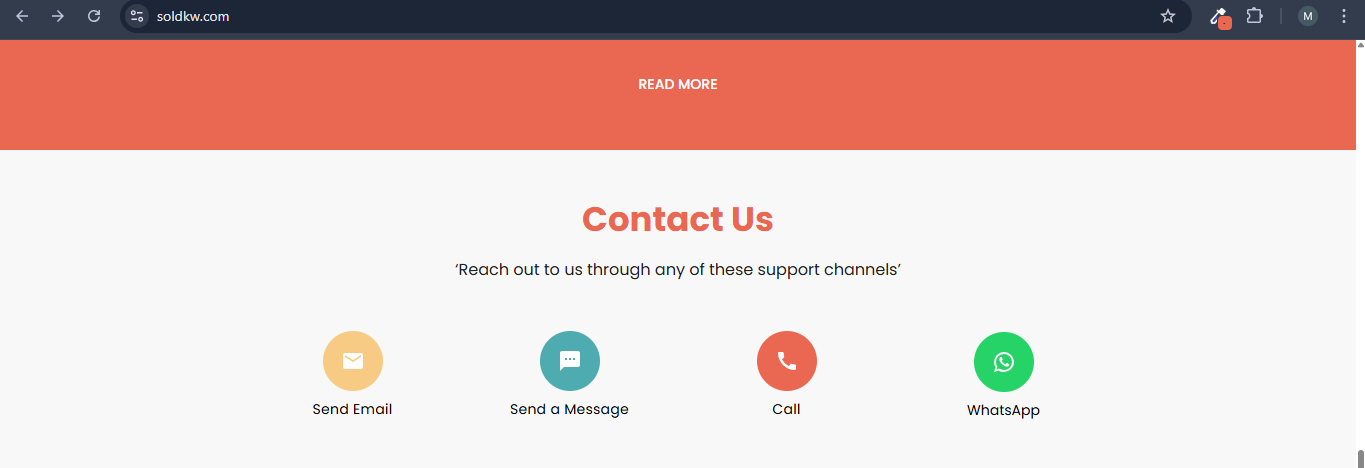 soldkw.com
M
READ MORE
Contact Us
‘Reach out to us through any of these support channels’
Send Email
Send a Message
Call
WhatsApp